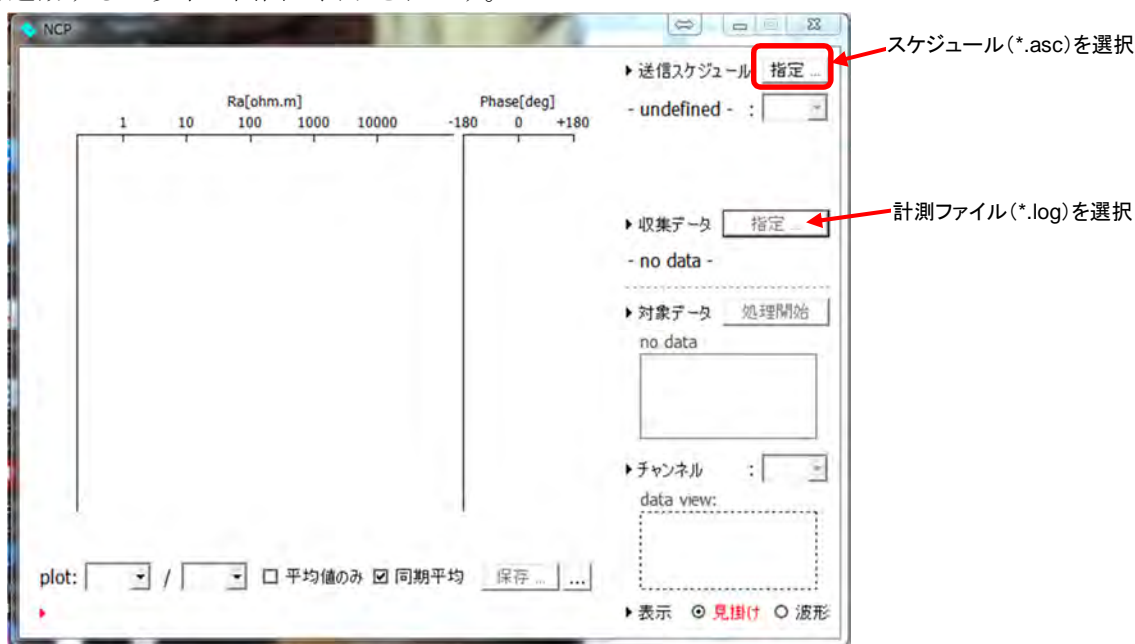 NCP
スケジュール(*.asc)を選択
▶送信スケジュール 指定 ...
Ra[ohm.m] Phase[deg]
- undefined - :
1 10 100 1000 10000 -180 0 +180
計測ファイル(*.log)を選択
▶収集データ 指定 ...
- no data -
▶対象データ 処理開始
no data
▶チャンネル :
data view:
plot: / □ 平均値のみ ☑ 同期平均 保存 ... ...
▶表示 ⊙ 見掛け ○ 波形